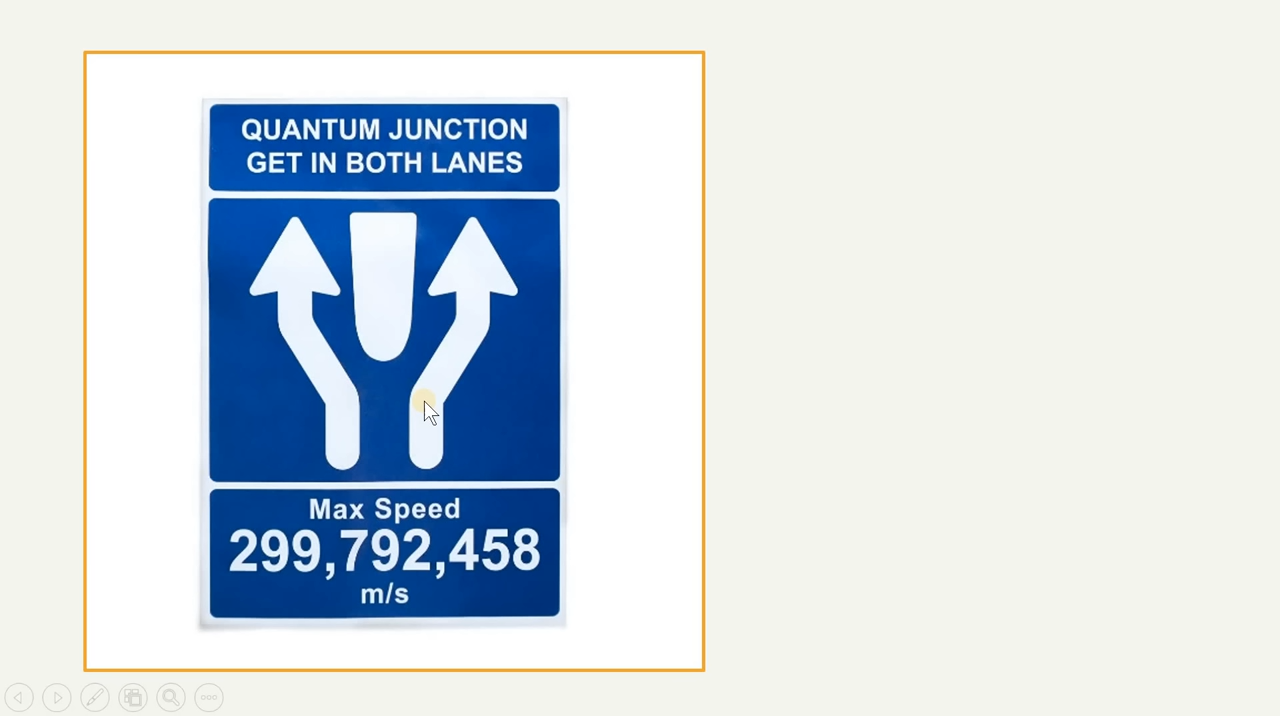 QUANTUM JUNCTION
GET IN BOTH LANES
Max Speed
299,792,458
m/s